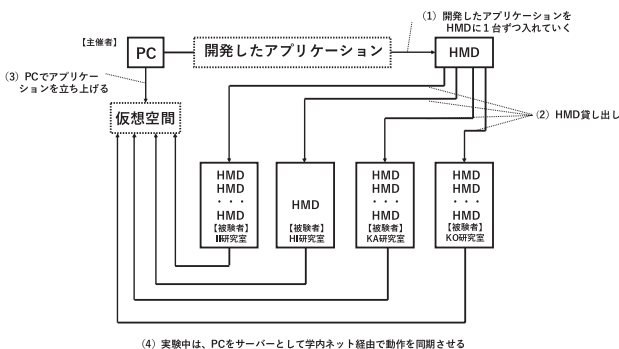 （1）開発したアプリケーションを
HMDに１台ずつ入れていく
【主催者】
PC
開発したアプリケーション
HMD
（3）PCでアプリケー
ションを立ち上げる
仮想空間
（2）HMD貸し出し
HMD
HMD
・・・
HMD
【被験者】
II研究室
HMD
【被験者】
HI研究室
HMD
HMD
・・・
HMD
【被験者】
KA研究室
HMD
HMD
・・・
HMD
【被験者】
KO研究室
（4）実験中は、PCをサーバーとして学内ネット経由で動作を同期させる